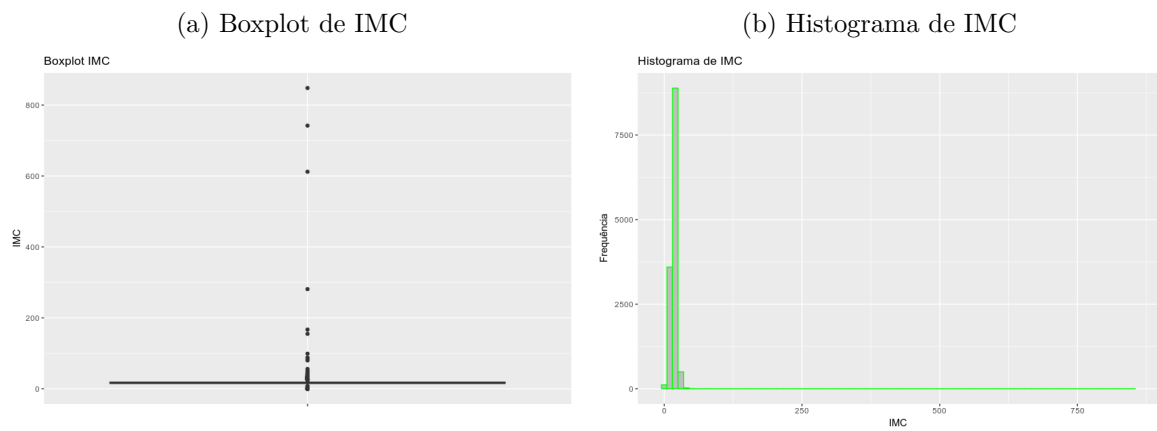 (a) Boxplot de IMC
Boxplot IMC
800
600
400
200
0
IMC
(b) Histograma de IMC
Histograma de IMC
7500
5000
2500
0
Frequência
0 250 500 750
IMC